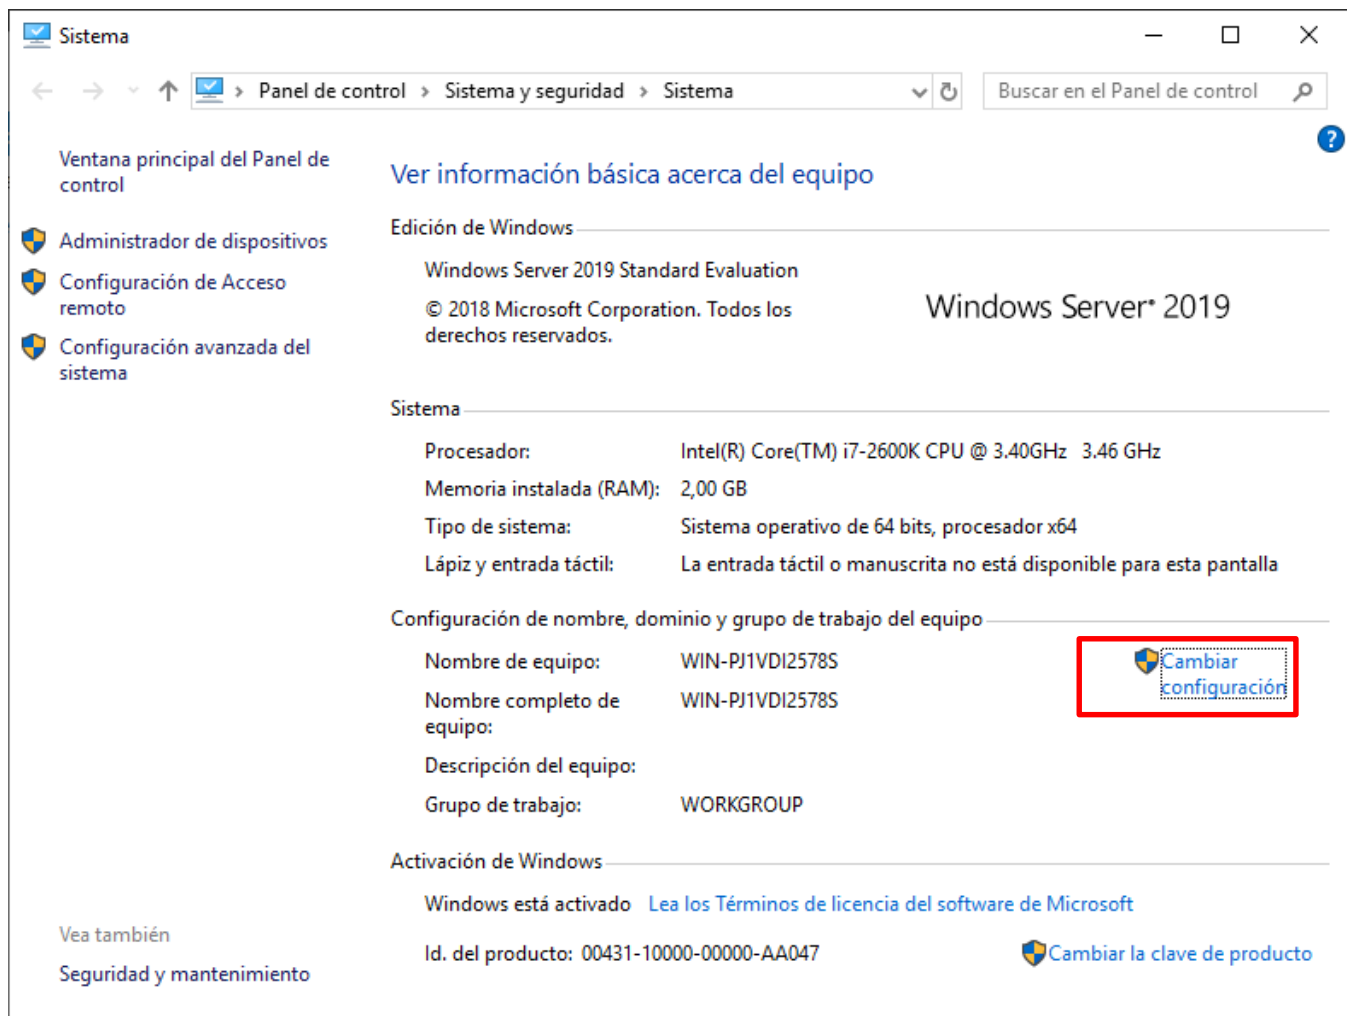 Sistema
Panel de control › Sistema y seguridad › Sistema
Buscar en el Panel de control
?
Ventana principal del Panel de
control
Administrador de dispositivos
Configuración de Acceso
remoto
Configuración avanzada del
sistema
Vea también
Seguridad y mantenimiento
Ver información básica acerca del equipo
Edición de Windows
Windows Server 2019 Standard Evaluation
© 2018 Microsoft Corporation. Todos los
derechos reservados.
Windows Server® 2019
Sistema
Procesador: Intel(R) Core(TM) i7-2600K CPU @ 3.40GHz 3.46 GHz
Memoria instalada (RAM): 2,00 GB
Tipo de sistema: Sistema operativo de 64 bits, procesador x64
Lápiz y entrada táctil: La entrada táctil o manuscrita no está disponible para esta pantalla
Configuración de nombre, dominio y grupo de trabajo del equipo
Nombre de equipo: WIN-PJ1VDI2578S
Cambiar
configuración
Nombre completo de WIN-PJ1VDI2578S
equipo:
Descripción del equipo:
Grupo de trabajo: WORKGROUP
Activación de Windows
Windows está activado Lea los Términos de licencia del software de Microsoft
Id. del producto: 00431-10000-00000-AA047
Cambiar la clave de producto